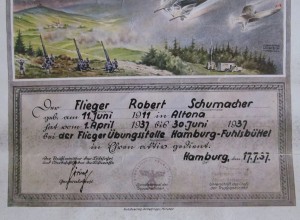 Der Flieger Robert Schumacher
geb. am 11. Juni 1911 in Altona
hat vom 1. April 1937 bis 30. Juni 1937
bei der Flieger-Übungsstelle Hamburg-Fuhlsbüttel
in Ehren aktiv gedient.
Hamburg, den 17.7.37.